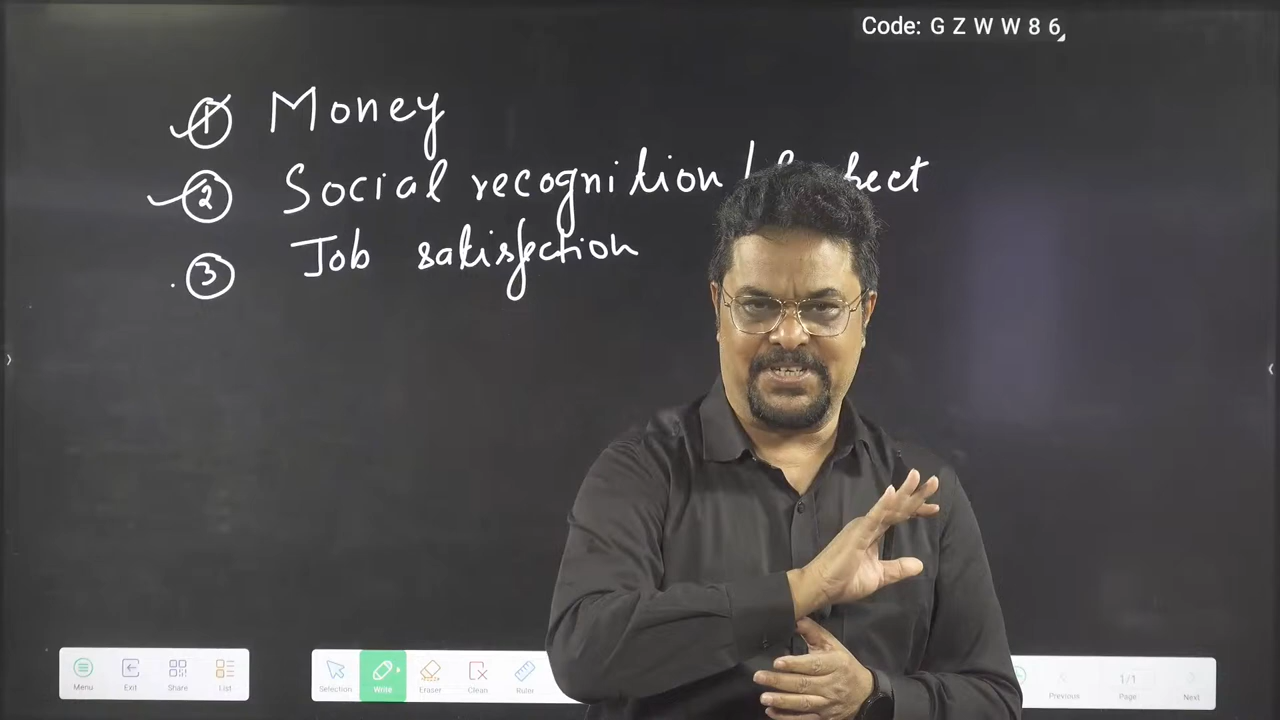 Code: G Z W W 8 6
① Money
② Social recognition /
③ Job satisfection
Menu Exit Share List
Selection Write Eraser Clean Ruler
Previous 1/1 Page Next